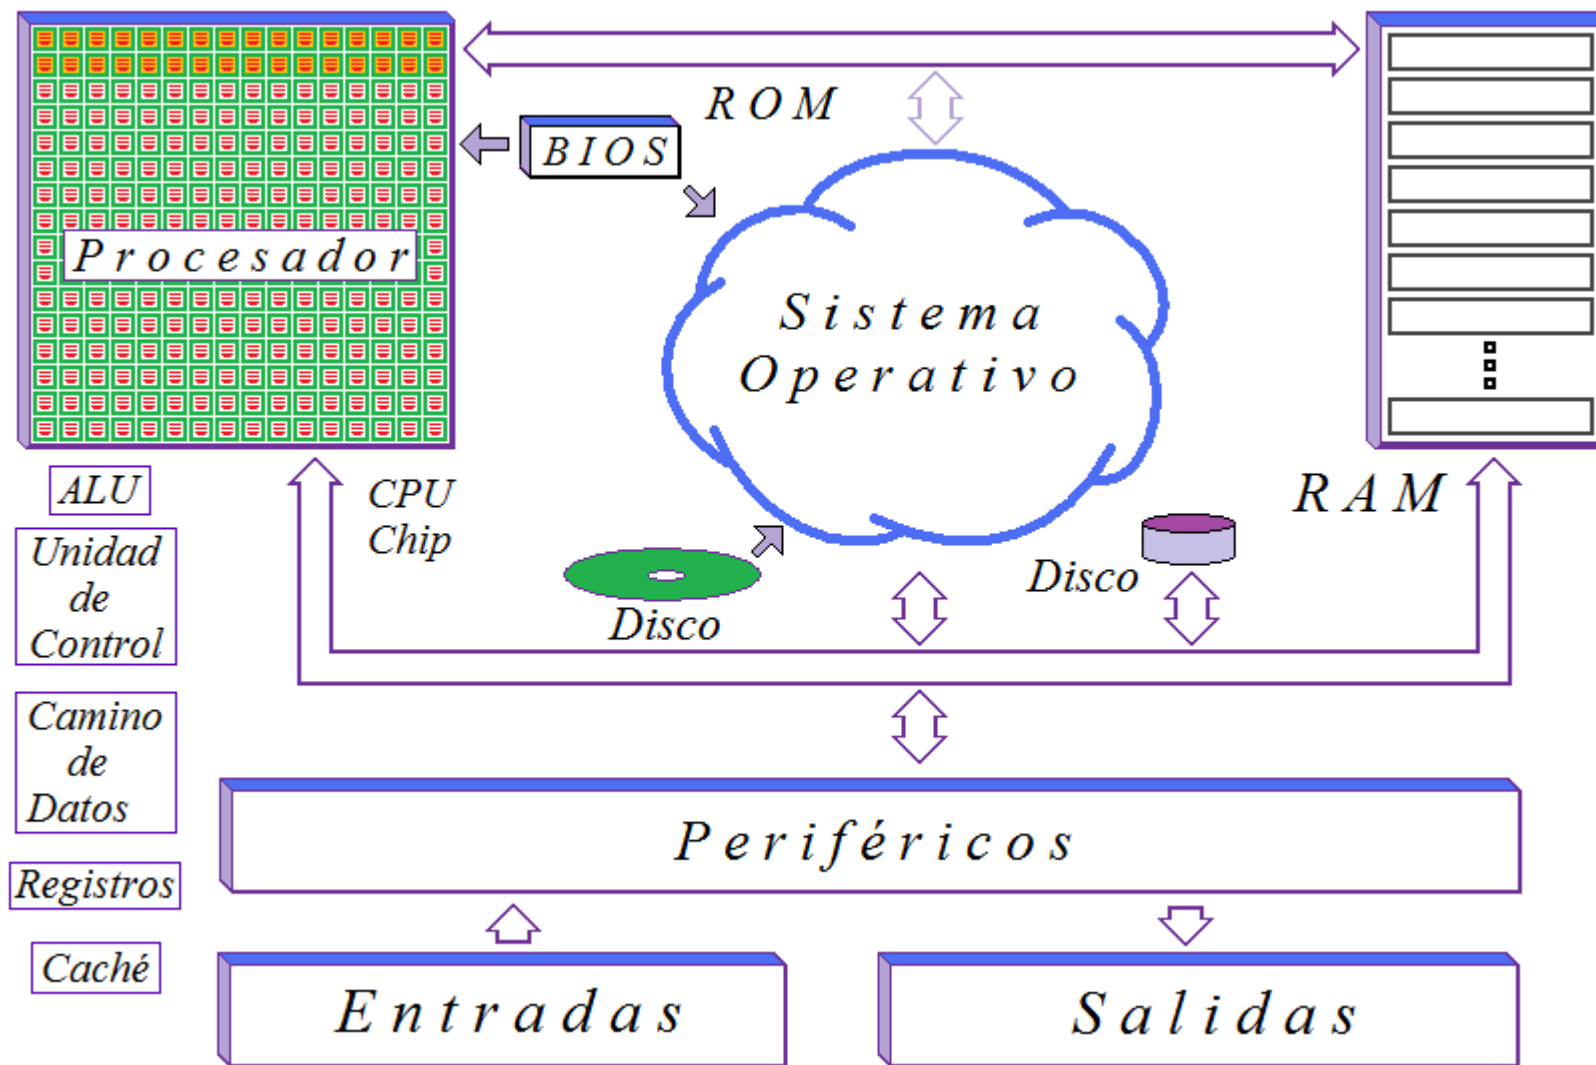 ROM
BIOS
Procesador
Sistema
Operativo
ALU
CPU
Chip
RAM
Unidad
de
Control
Disco
Disco
Camino
de
Datos
Periféricos
Registros
Caché
Entradas
Salidas